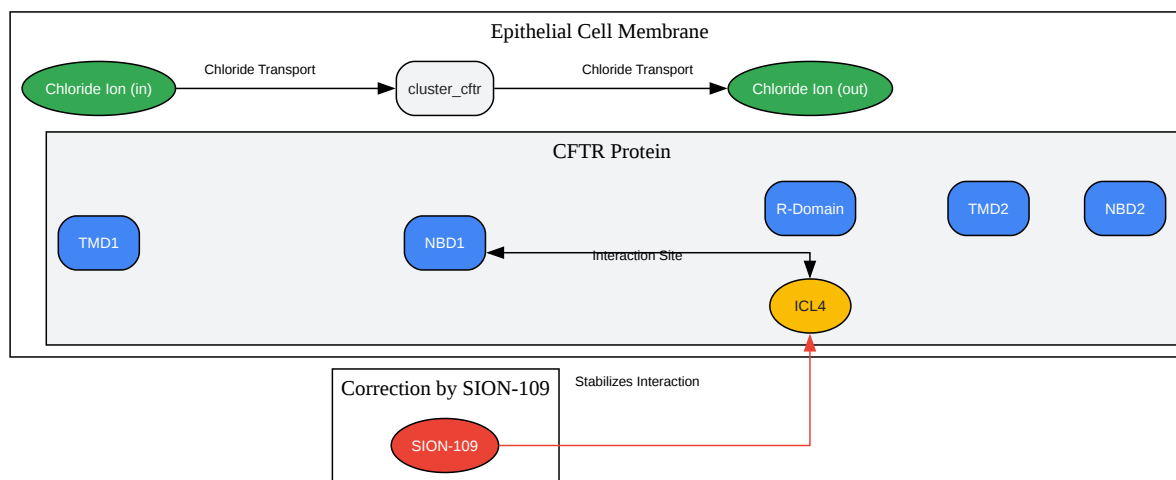 Epithelial Cell Membrane
Chloride Ion (in)
Chloride Transport
cluster_cftr
Chloride Transport
Chloride Ion (out)
CFTR Protein
TMD1
NBD1
R-Domain
TMD2
NBD2
Interaction Site
ICL4
Correction by SION-109
Stabilizes Interaction
SION-109